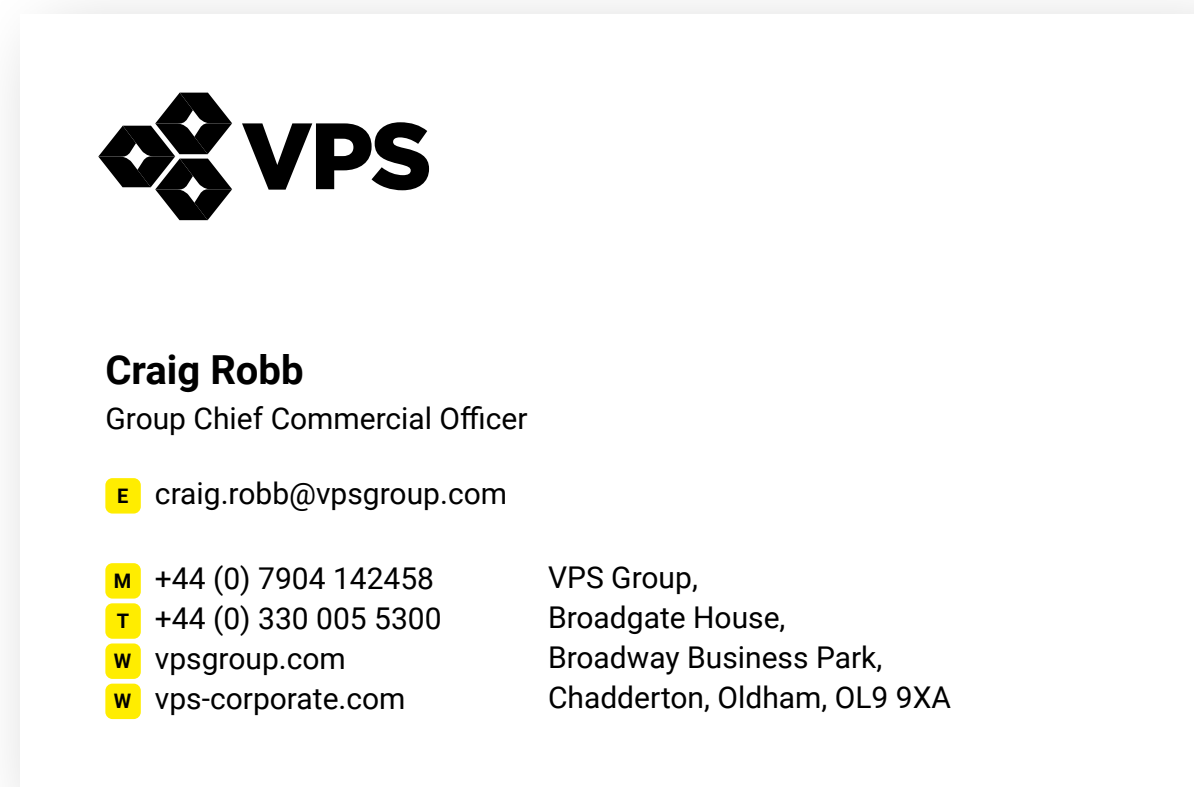 VPS
Craig Robb
Group Chief Commercial Officer
E craig.robb@vpsgroup.com
M +44 (0) 7904 142458
T +44 (0) 330 005 5300
W vpsgroup.com
W vps-corporate.com
VPS Group,
Broadgate House,
Broadway Business Park,
Chadderton, Oldham, OL9 9XA